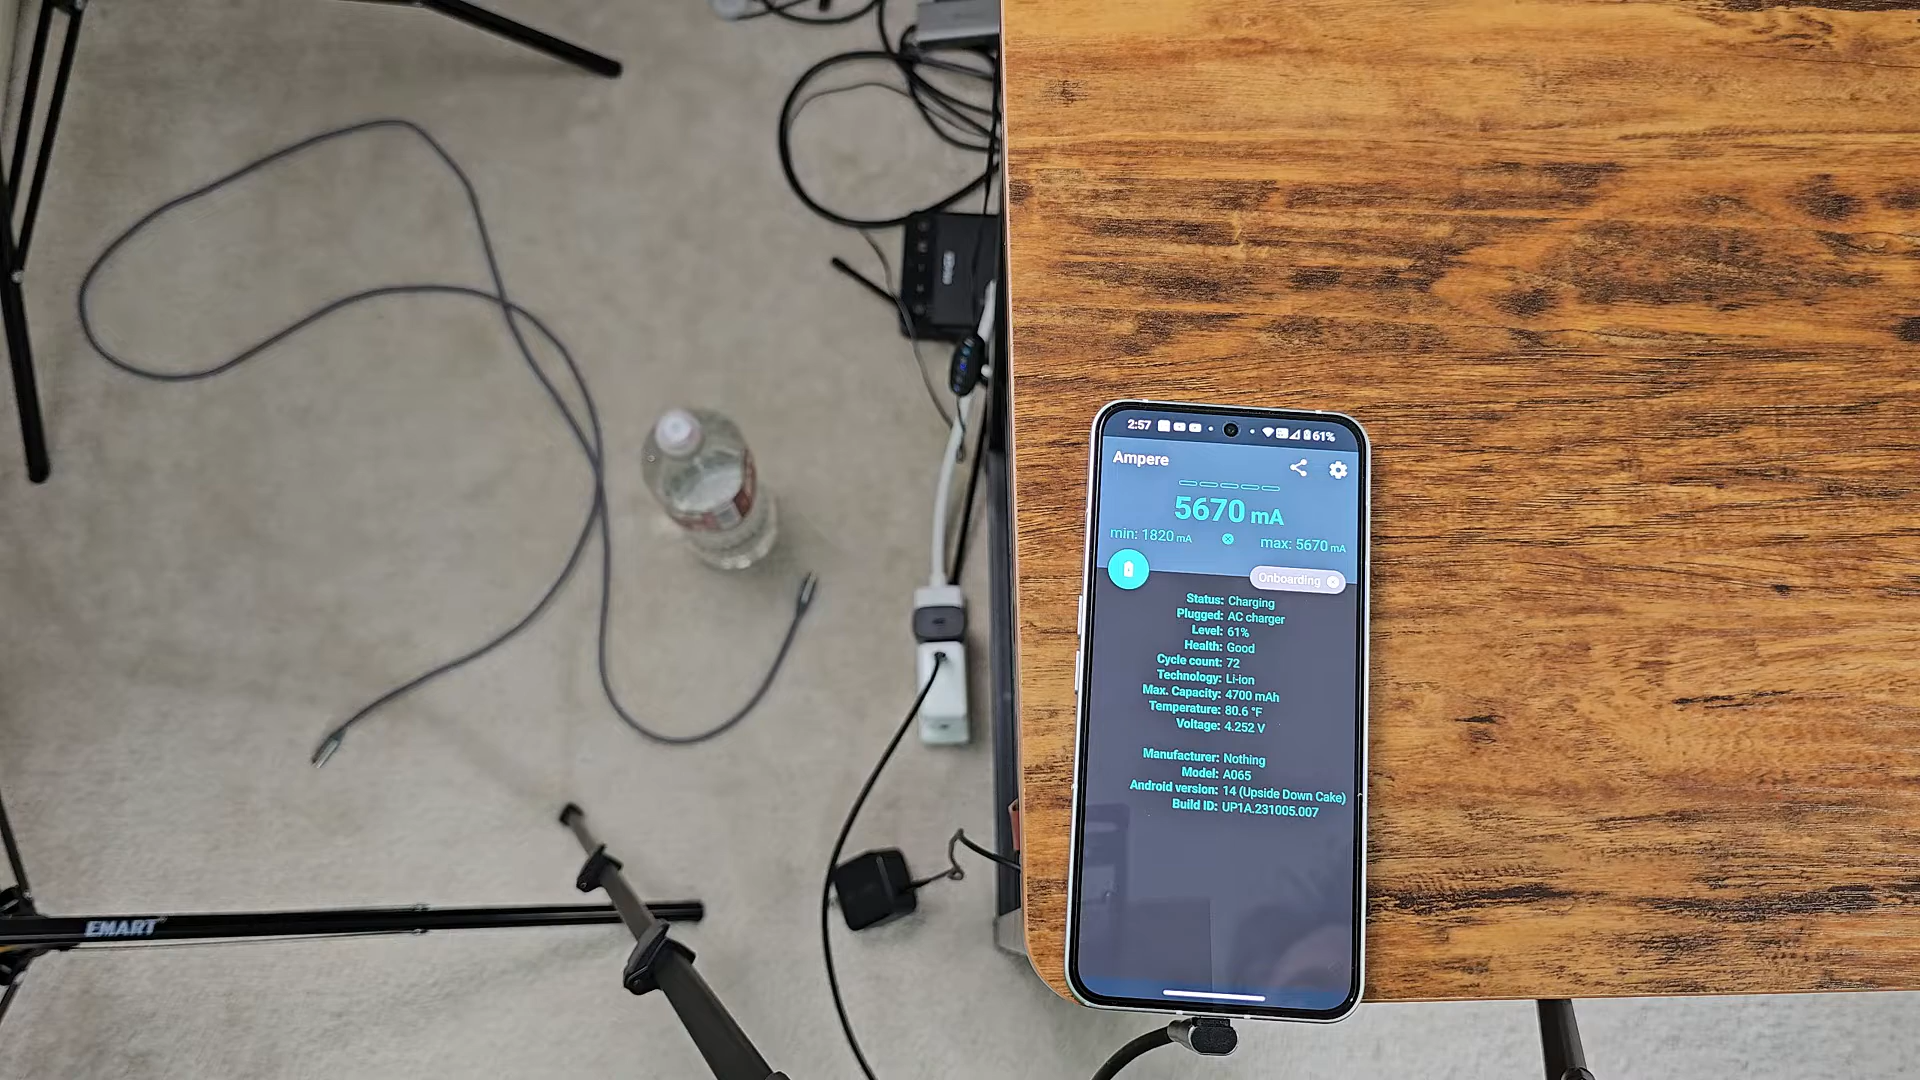 2:57
61%
Ampere
5670 mA
min: 1820 mA
max: 5670 mA
Onboarding
Status: Charging
Plugged: AC charger
Level: 61%
Health: Good
Cycle count: 72
Technology: Li-ion
Max. Capacity: 4700 mAh
Temperature: 80.6 °F
Voltage: 4.252 V
Manufacturer: Nothing
Model: A065
Android version: 14 (Upside Down Cake)
Build ID: UP1A.231005.007
EMART